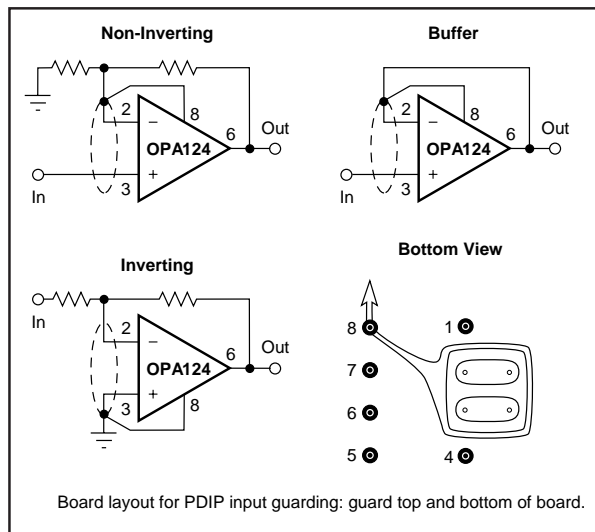 Non-Inverting
2
−
8
6
Out
OPA124
In
3
+
Buffer
2
−
8
6
Out
OPA124
In
3
+
Inverting
In
2
−
6
Out
OPA124
+
3
8
Bottom View
8
1
7
6
5
4
Board layout for PDIP input guarding: guard top and bottom of board.